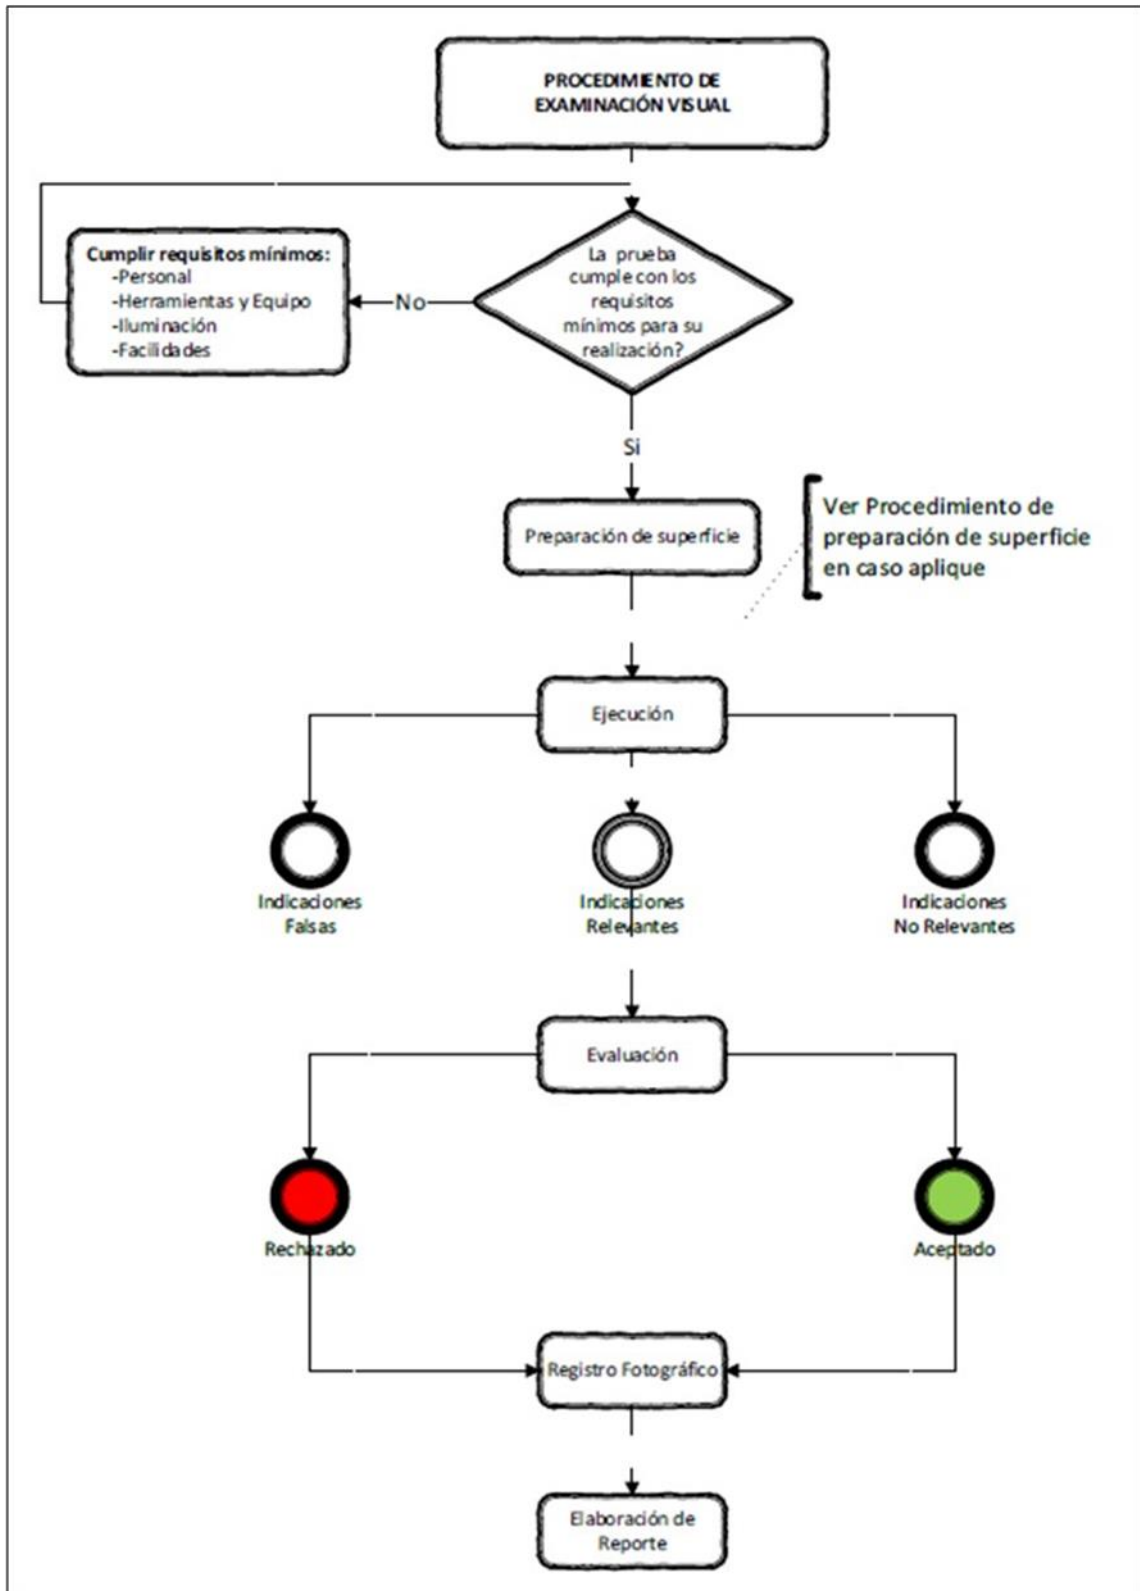 PROCEDIMIENTO DE
EXAMINACIÓN VISUAL
La prueba
cumple con los
requisitos
mínimos para su
realización?
No
Cumplir requisitos mínimos:
-Personal
-Herramientas y Equipo
-Iluminación
-Facilidades
Si
Preparación de superficie
Ver Procedimiento de
preparación de superficie
en caso aplique
Ejecución
Indicaciones
Falsas
Indicaciones
Relevantes
Indicaciones
No Relevantes
Evaluación
Rechazado
Aceptado
Registro Fotográfico
Elaboración de
Reporte